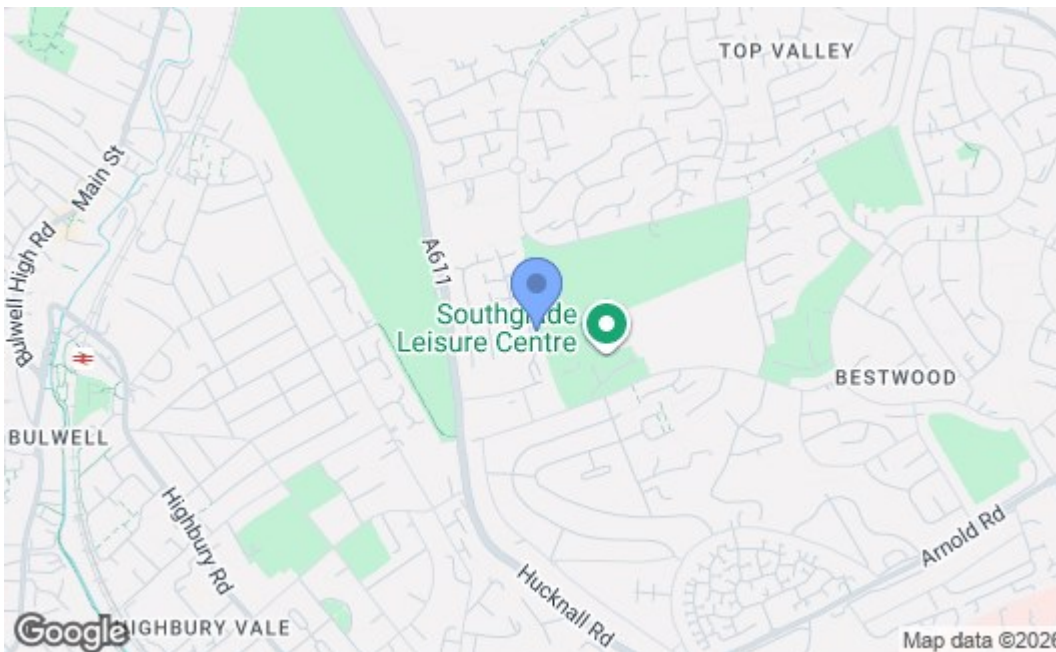 TOP VALLEY
Main St
Bulwell High Rd
A611
Southglade
Leisure Centre
BESTWOOD
BULWELL
Highbury Rd
Arnold Rd
Hucknall Rd
HIGHBURY VALE
Google
Map data ©2026